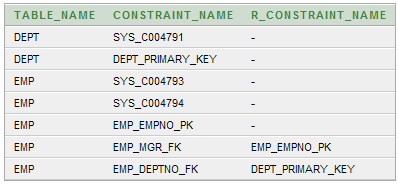 TABLE_NAME CONSTRAINT_NAME R_CONSTRAINT_NAME
DEPT SYS_C004791 -
DEPT DEPT_PRIMARY_KEY -
EMP SYS_C004793 -
EMP SYS_C004794 -
EMP EMP_EMPNO_PK -
EMP EMP_MGR_FK EMP_EMPNO_PK
EMP EMP_DEPTNO_FK DEPT_PRIMARY_KEY